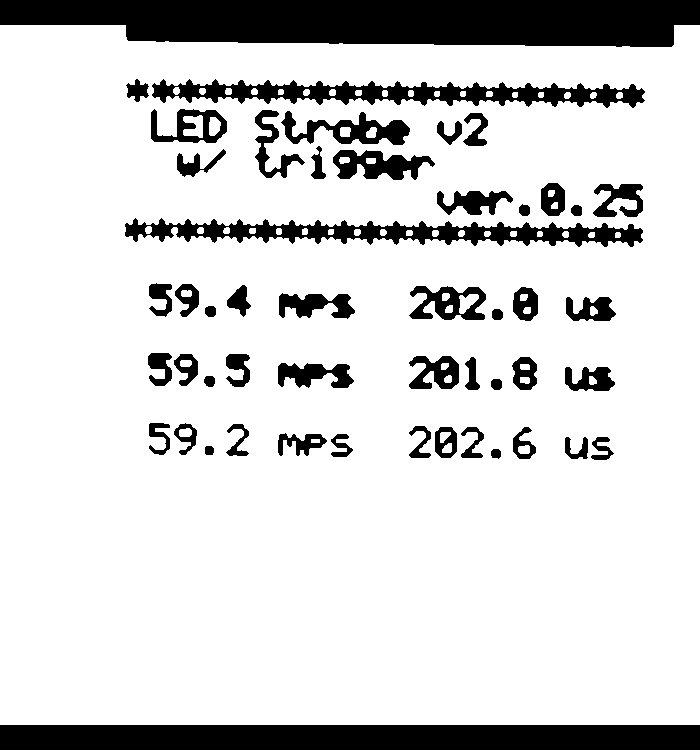 ********************
LED Strobe v2
w/ trigger
ver.0.25
********************
59.4 mps 202.0 us
59.5 mps 201.8 us
59.2 mps 202.6 us